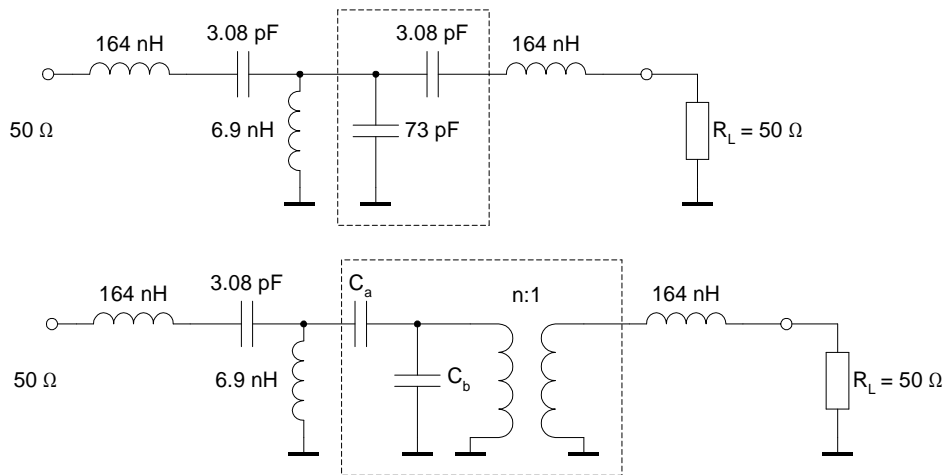 164 nH
3.08 pF
3.08 pF
164 nH
50 Ω
6.9 nH
73 pF
R_L = 50 Ω
164 nH
3.08 pF
C_a
n:1
164 nH
50 Ω
6.9 nH
C_b
R_L = 50 Ω